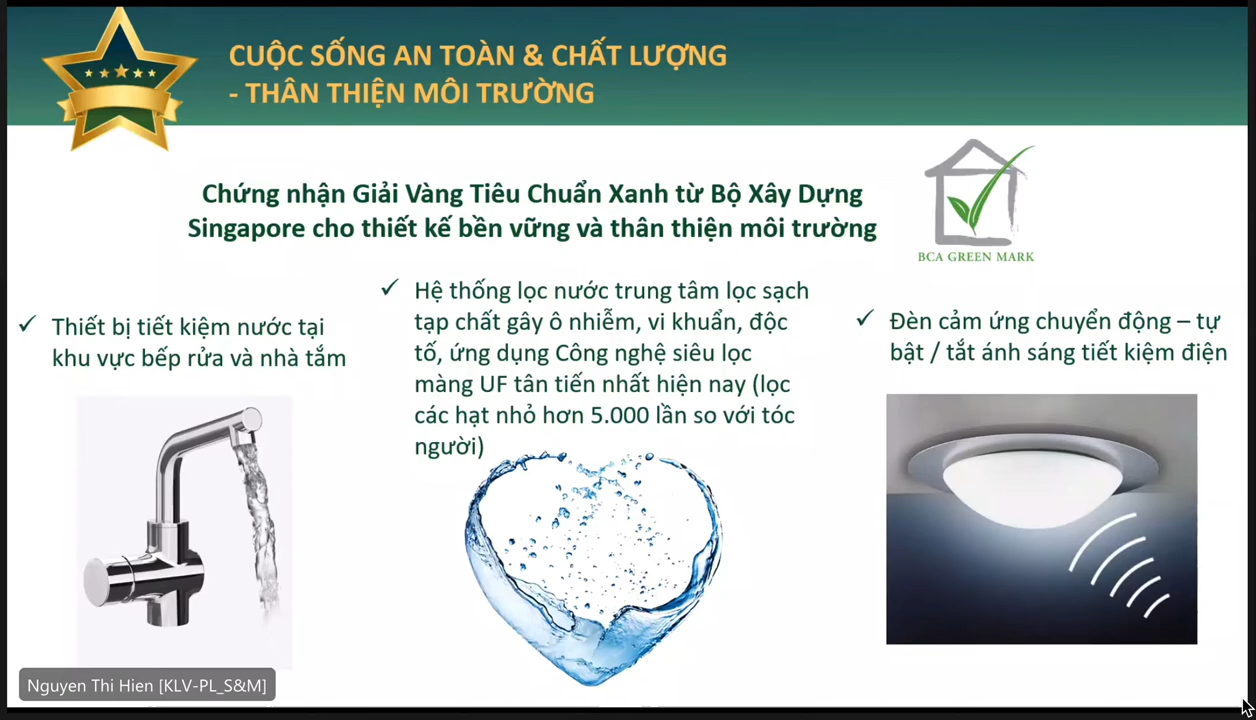 CUỘC SỐNG AN TOÀN & CHẤT LƯỢNG
- THÂN THIỆN MÔI TRƯỜNG
Chứng nhận Giải Vàng Tiêu Chuẩn Xanh từ Bộ Xây Dựng
Singapore cho thiết kế bền vững và thân thiện môi trường
BCA GREEN MARK
✓ Thiết bị tiết kiệm nước tại
khu vực bếp rửa và nhà tắm
✓ Hệ thống lọc nước trung tâm lọc sạch
tạp chất gây ô nhiễm, vi khuẩn, độc
tố, ứng dụng Công nghệ siêu lọc
màng UF tân tiến nhất hiện nay (lọc
các hạt nhỏ hơn 5.000 lần so với tóc
người)
✓ Đèn cảm ứng chuyển động – tự
bật / tắt ánh sáng tiết kiệm điện
Nguyen Thi Hien [KLV-PL_S&M]